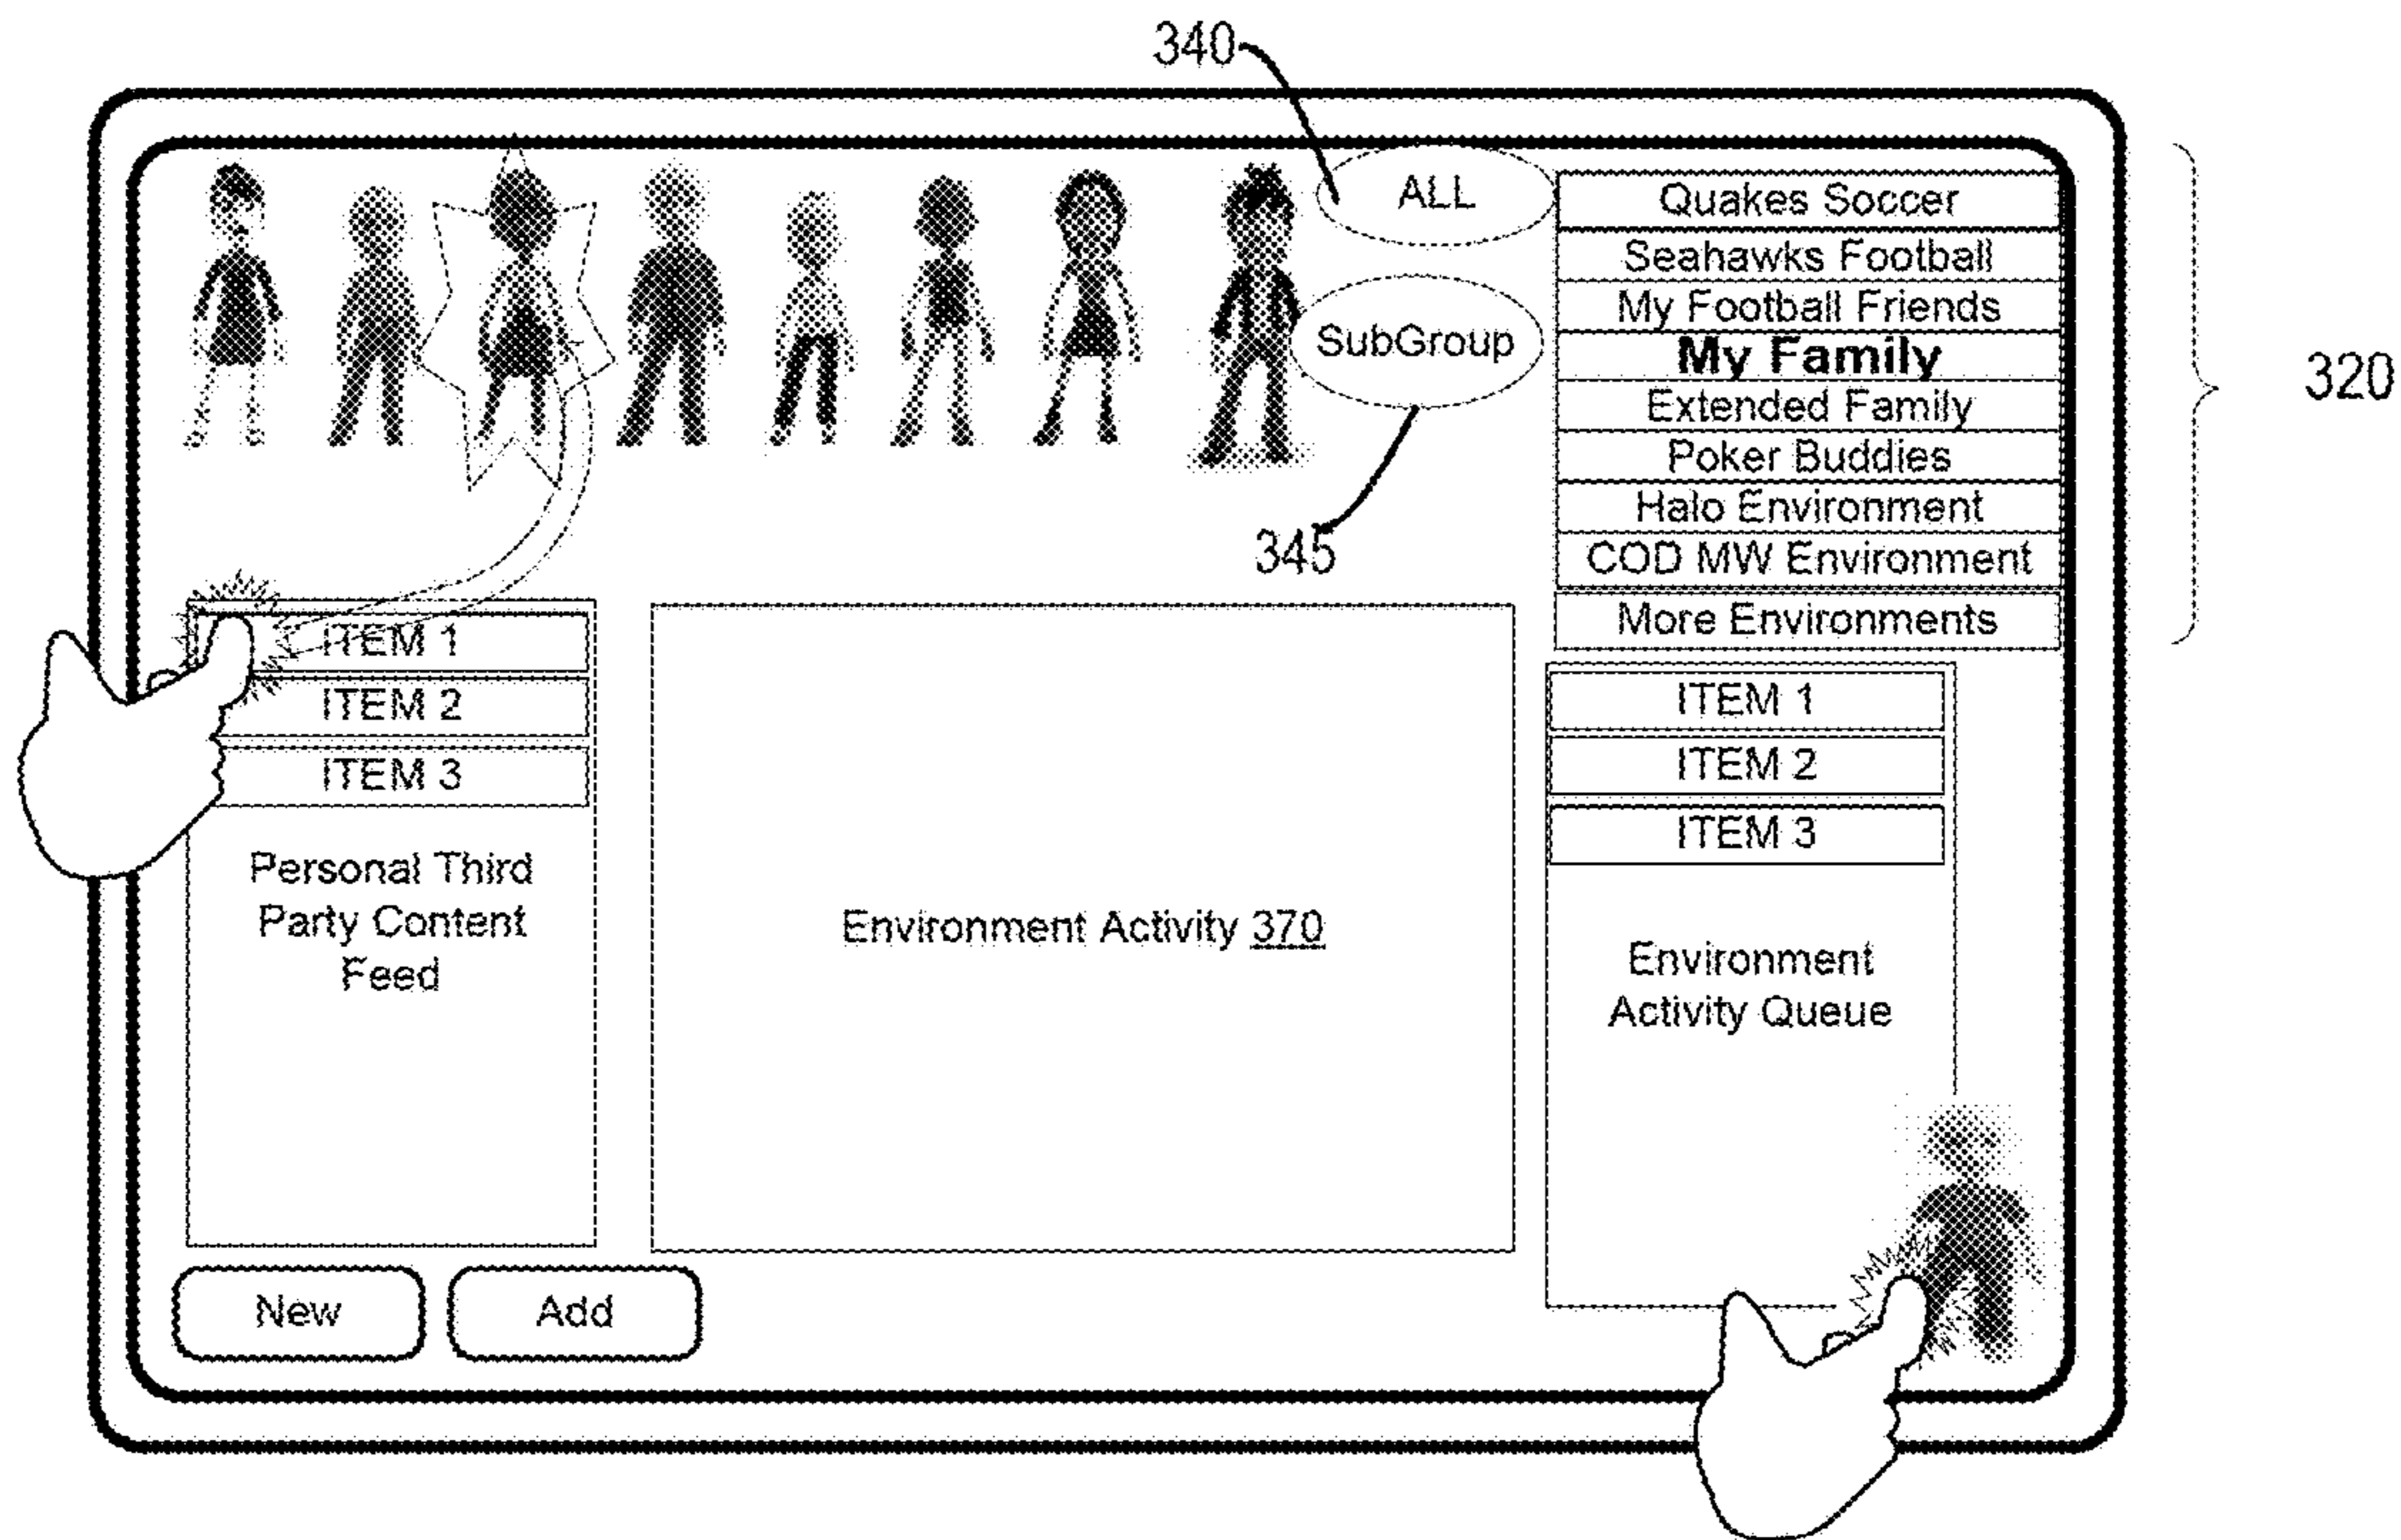 340
ALL
SubGroup
345
Quakes Soccer
Seahawks Football
My Football Friends
My Family
Extended Family
Poker Buddies
Halo Environment
COD MW Environment
More Environments
320
ITEM 1
ITEM 2
ITEM 3
Personal Third
Party Content
Feed
Environment Activity 370
ITEM 1
ITEM 2
ITEM 3
Environment
Activity Queue
New
Add